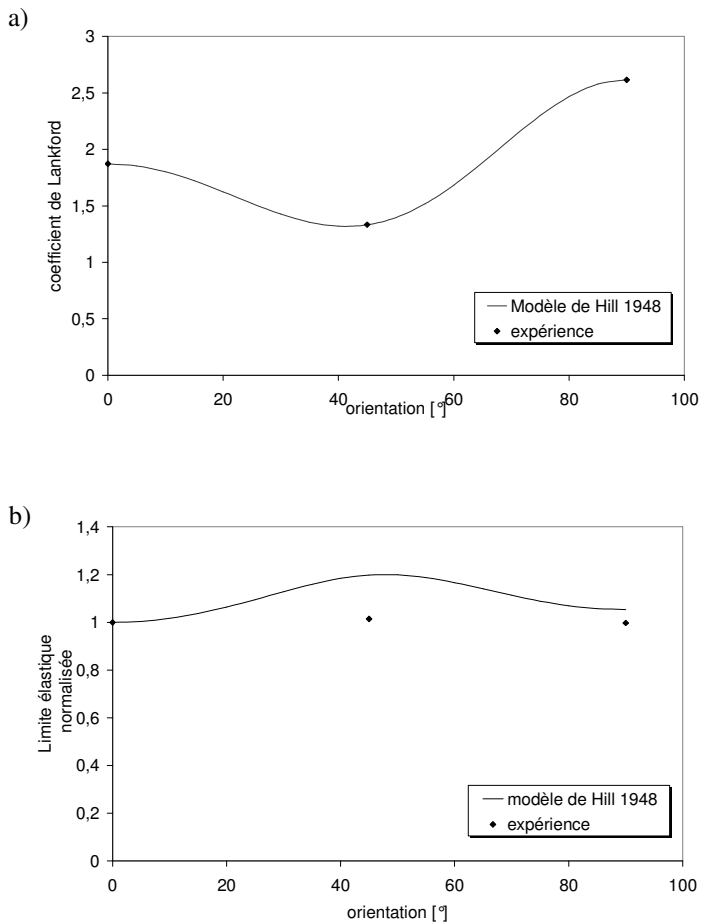 a)
3
2,5
2
1,5
1
0,5
0
coefficient de Lankford
0 20 40 60 80 100
orientation [°]
Modèle de Hill 1948
expérience
b)
1,4
1,2
1
0,8
0,6
0,4
0,2
0
Limite élastique
normalisée
0 20 40 60 80 100
orientation [°]
modèle de Hill 1948
expérience